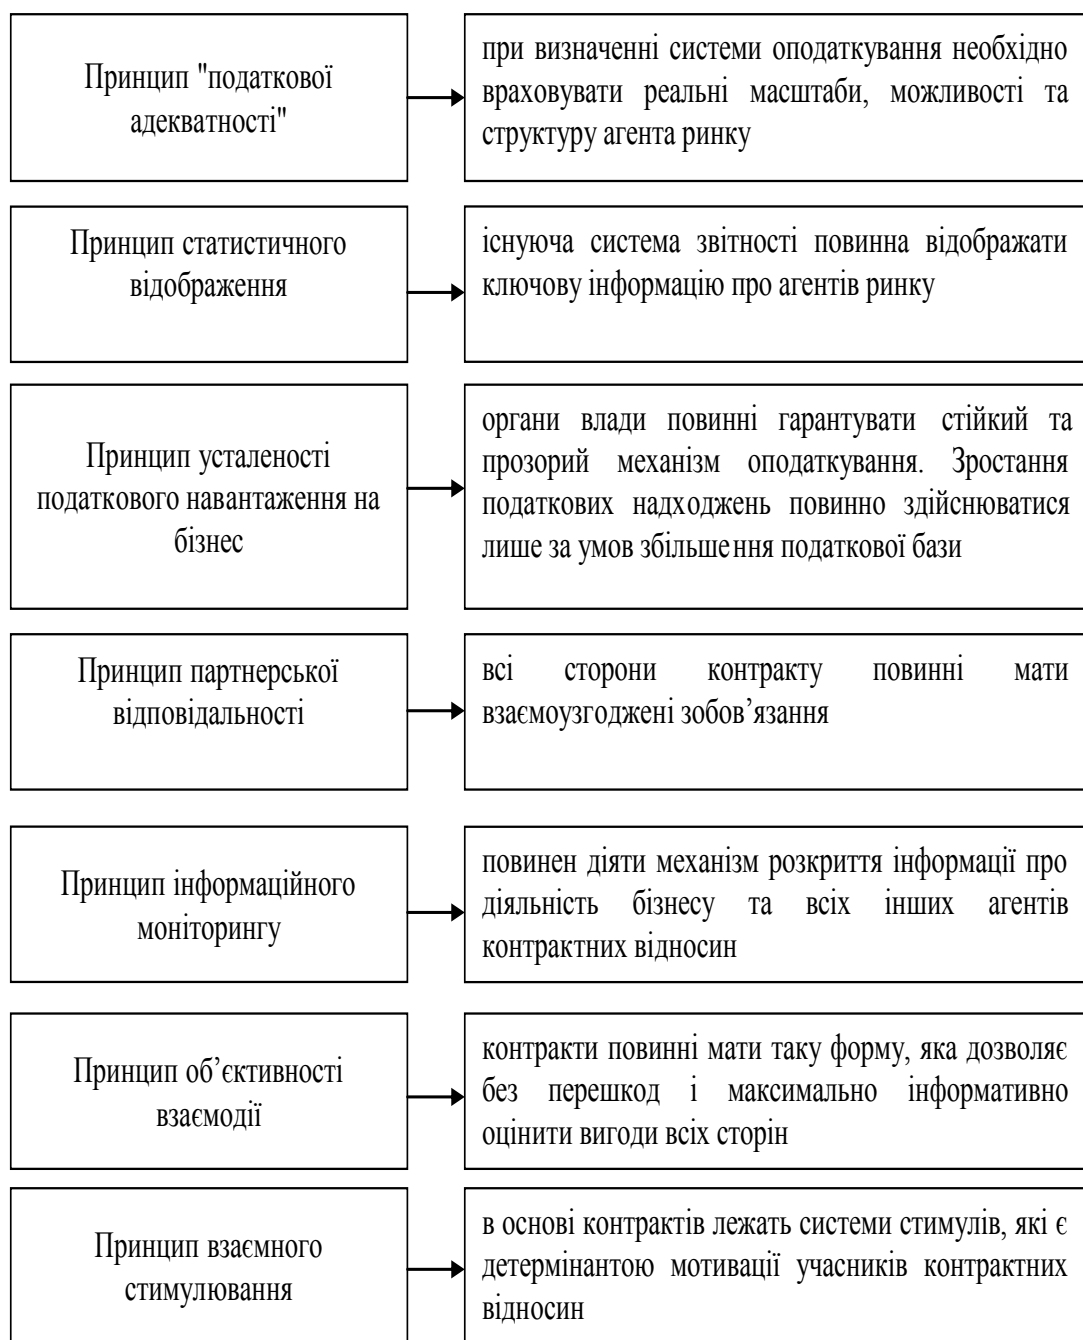 Принцип "податкової
адекватності"
при визначенні системи оподаткування необхідно
враховувати реальні масштаби, можливості та
структуру агента ринку
Принцип статистичного
відображення
існуюча система звітності повинна відображати
ключову інформацію про агентів ринку
Принцип усталеності
податкового навантаження на
бізнес
органи влади повинні гарантувати стійкий та
прозорий механізм оподаткування. Зростання
податкових надходжень повинно здійснюватися
лише за умов збільшення податкової бази
Принцип партнерської
відповідальності
всі сторони контракту повинні мати
взаємоузгоджені зобов’язання
Принцип інформаційного
моніторингу
повинен діяти механізм розкриття інформації про
діяльність бізнесу та всіх інших агентів
контрактних відносин
Принцип об’єктивності
взаємодії
контракти повинні мати таку форму, яка дозволяє
без перешкод і максимально інформативно
оцінити вигоди всіх сторін
Принцип взаємного
стимулювання
в основі контрактів лежать системи стимулів, які є
детермінантою мотивації учасників контрактних
відносин